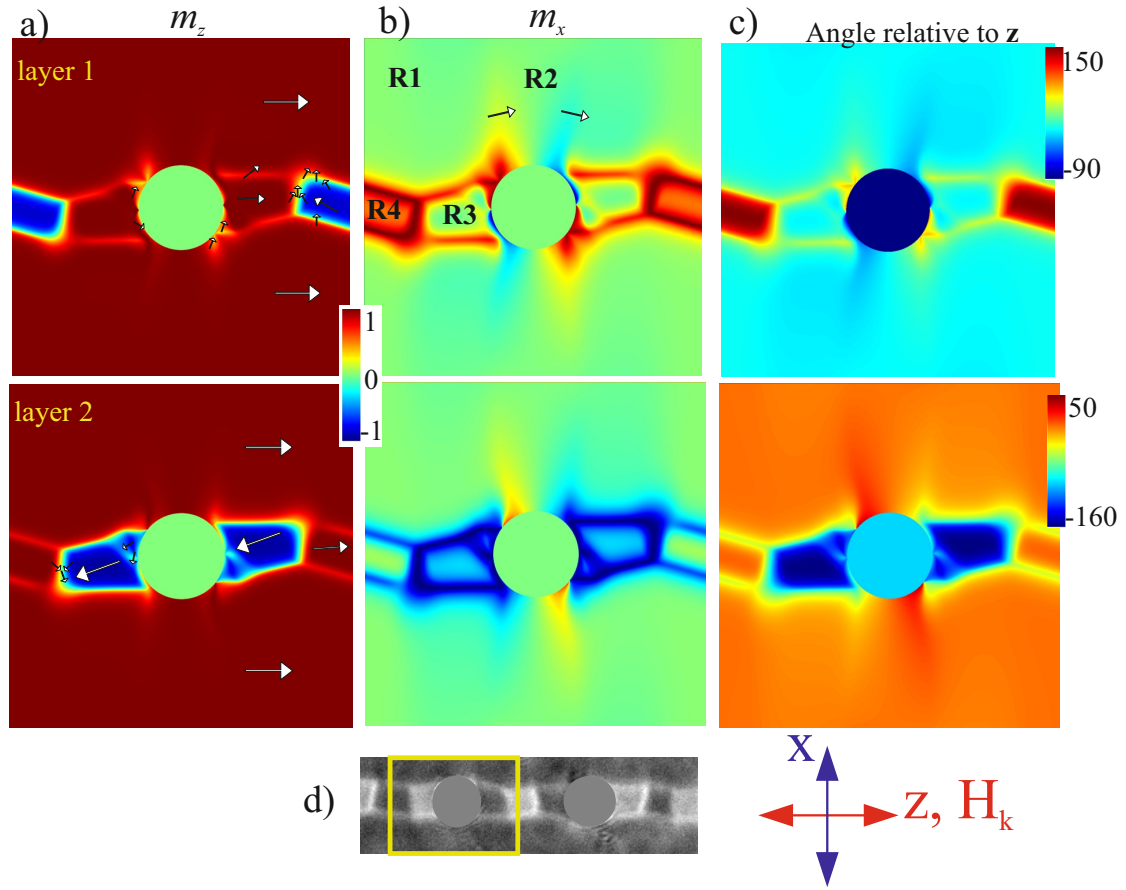 a)
m_z
b)
m_x
c)
Angle relative to z
layer 1
R1
R2
R3
R4
150
-90
1
0
-1
layer 2
50
-160
d)
x
z, H_k